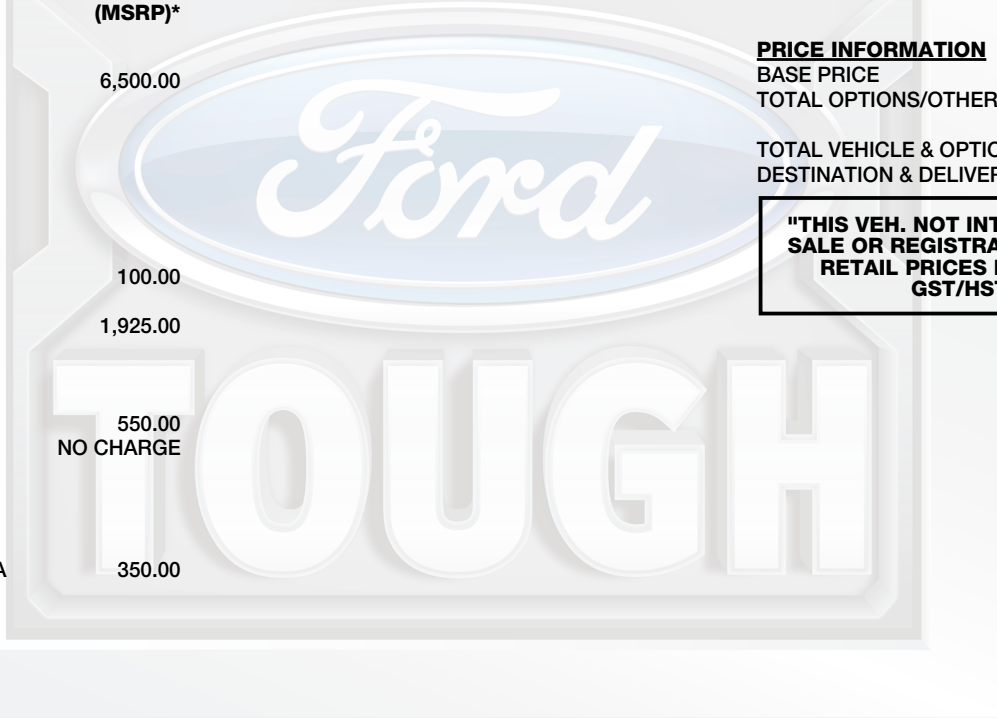 (MSRP)*
6,500.00
100.00
1,925.00
550.00
NO CHARGE
A 350.00
Ford
TOUGH
PRICE INFORMATION
BASE PRICE
TOTAL OPTIONS/OTHER
TOTAL VEHICLE & OPTIO
DESTINATION & DELIVER
"THIS VEH. NOT INT
SALE OR REGISTRA
RETAIL PRICES
GST/HST